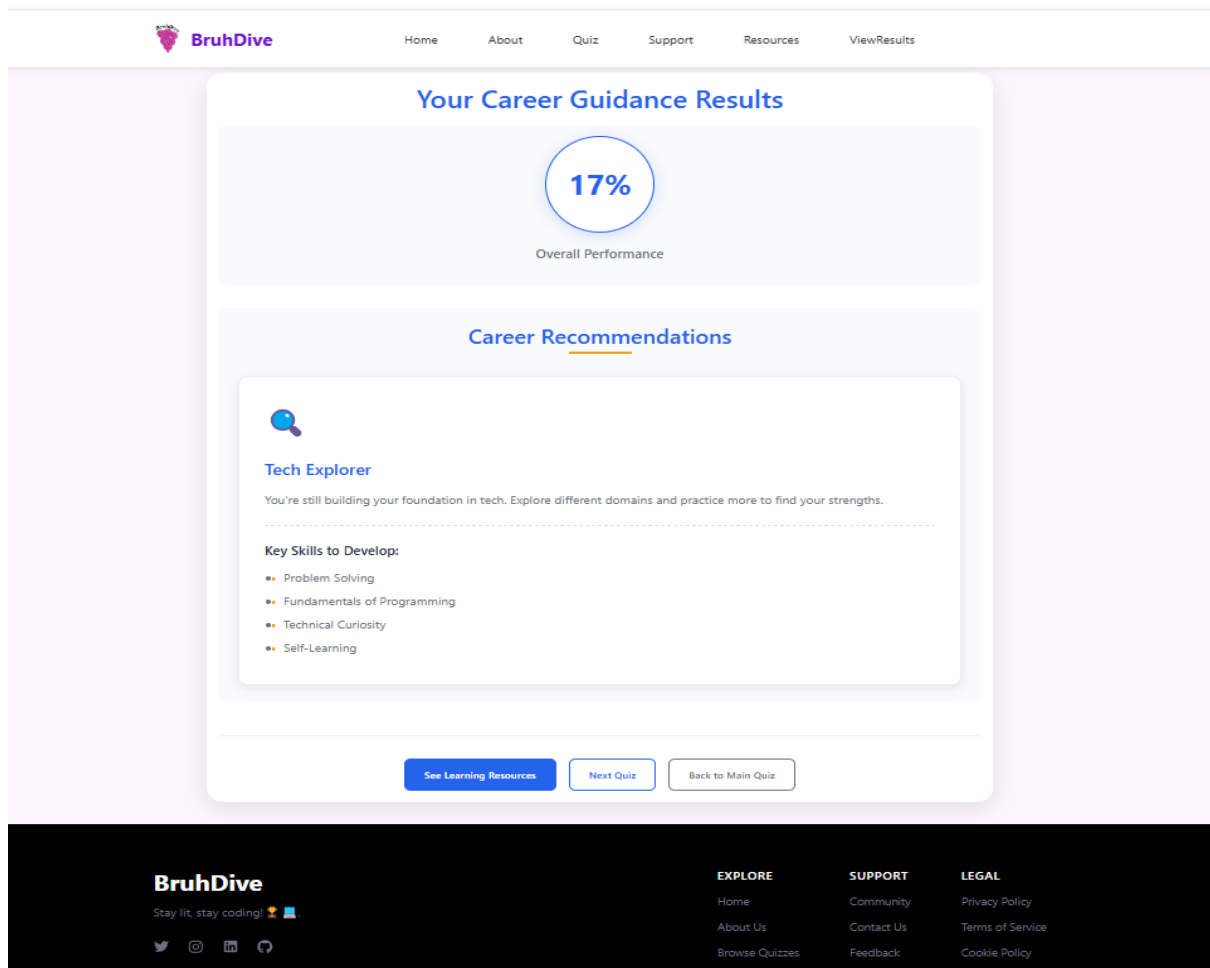 BruhDive
Home About Quiz Support Resources ViewResults
Your Career Guidance Results
17%
Overall Performance
Career Recommendations
Tech Explorer
You're still building your foundation in tech. Explore different domains and practice more to find your strengths.
Key Skills to Develop:
Problem Solving
Fundamentals of Programming
Technical Curiosity
Self-Learning
See Learning Resources Next Quiz Back to Main Quiz
BruhDive
Stay lit, stay coding! 🏆 💻.
EXPLORE SUPPORT LEGAL
Home Community Privacy Policy
About Us Contact Us Terms of Service
Browse Quizzes Feedback Cookie Policy